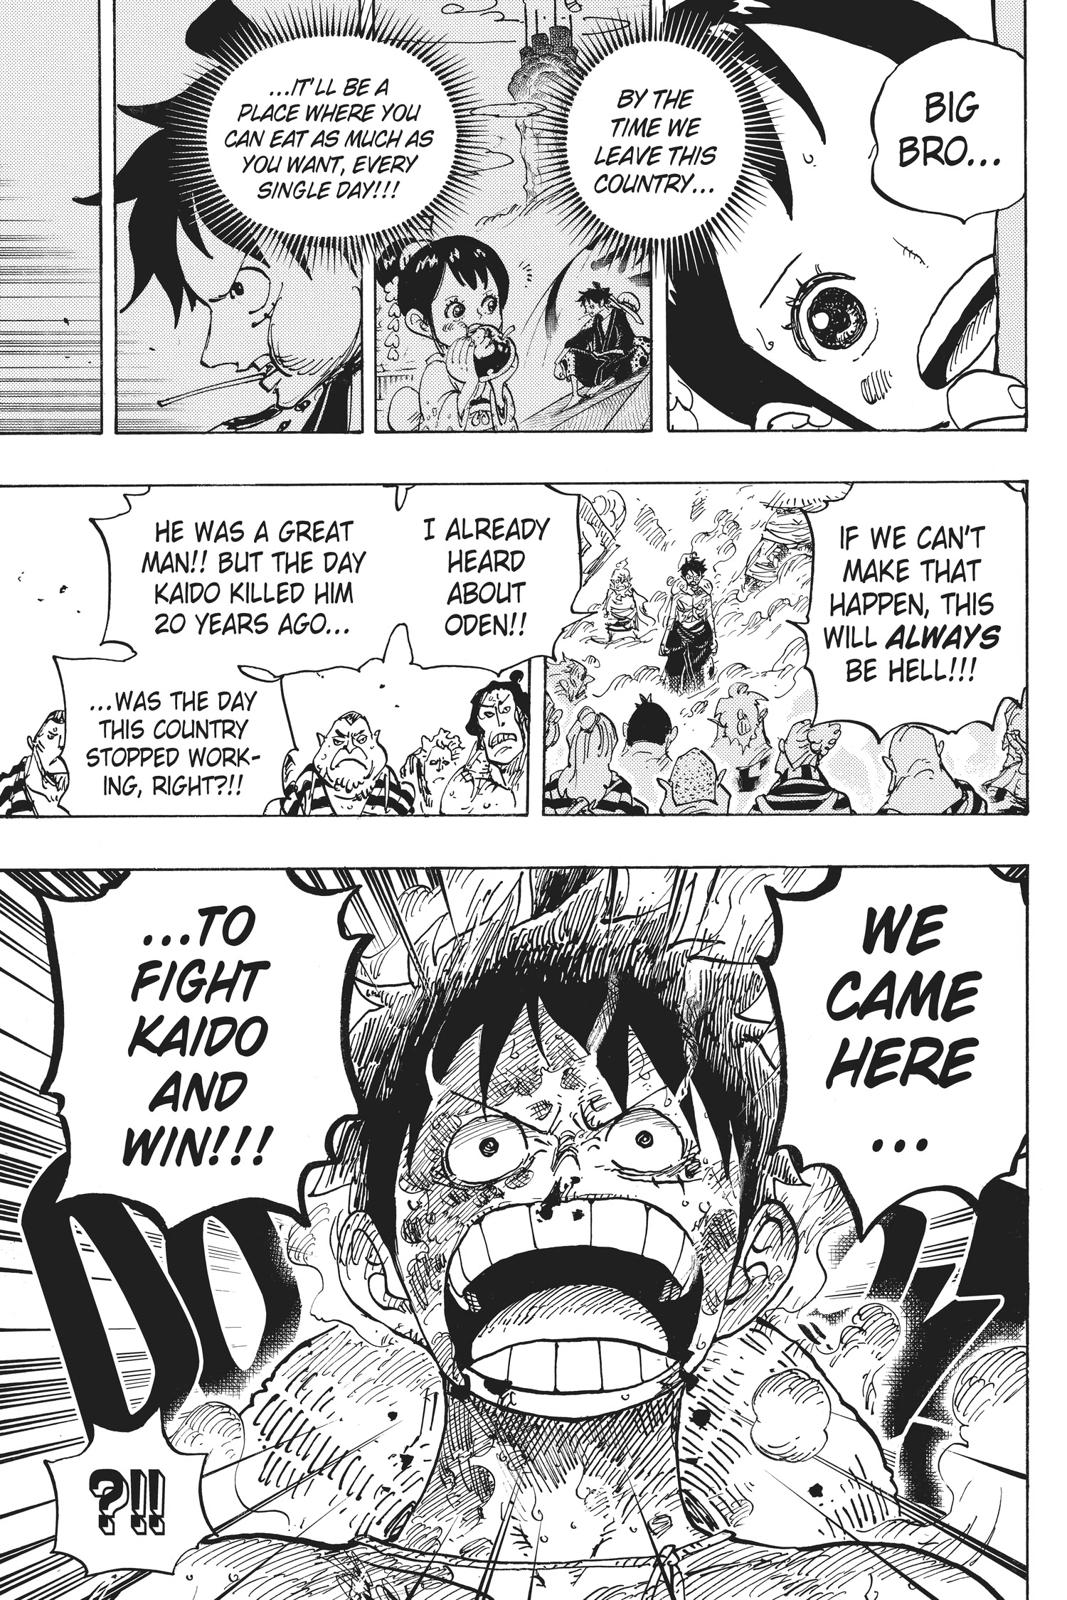 BIG
BRO...
BY THE
TIME WE
LEAVE THIS
COUNTRY...
...IT'LL BE A
PLACE WHERE YOU
CAN EAT AS MUCH AS
YOU WANT, EVERY
SINGLE DAY!!!
IF WE CAN'T
MAKE THAT
HAPPEN, THIS
WILL ALWAYS
BE HELL!!!
I ALREADY
HEARD
ABOUT
ODEN!!
HE WAS A GREAT
MAN!! BUT THE DAY
KAIDO KILLED HIM
20 YEARS AGO...
...WAS THE DAY
THIS COUNTRY
STOPPED WORK-
ING, RIGHT?!!
WE
CAME
HERE
...
...TO
FIGHT
KAIDO
AND
WIN!!!
?!!